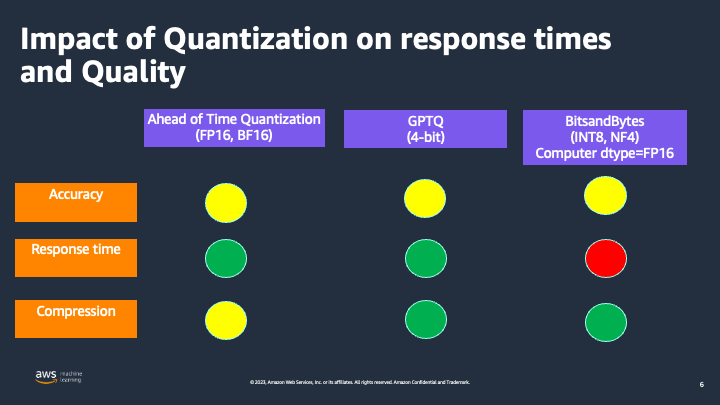 Impact of Quantization on response times
and Quality
Ahead of Time Quantization
(FP16, BF16)
GPTQ
(4-bit)
BitsandBytes
(INT8, NF4)
Computer dtype=FP16
Accuracy
Response time
Compression
aws
machine
learning
© 2023, Amazon Web Services, Inc. or its affiliates. All rights reserved. Amazon Confidential and Trademark.
6